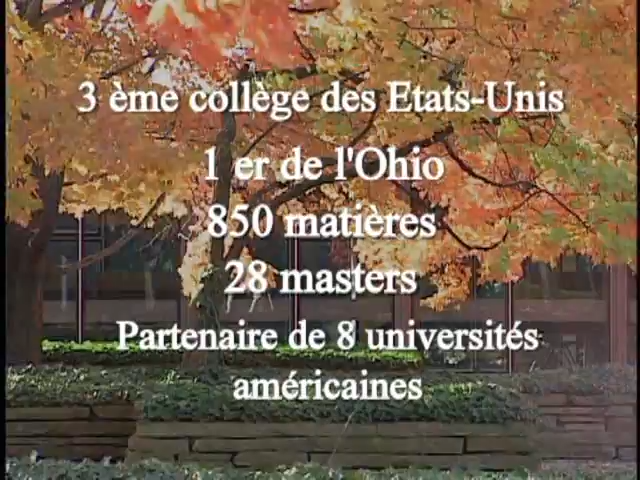 3 ème collège des Etats-Unis
1 er de l'Ohio
850 matières
28 masters
Partenaire de 8 universités
américaines